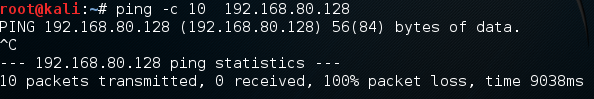 root@kali:~# ping -c 10  192.168.80.128
PING 192.168.80.128 (192.168.80.128) 56(84) bytes of data.
^C
--- 192.168.80.128 ping statistics ---
10 packets transmitted, 0 received, 100% packet loss, time 9038ms